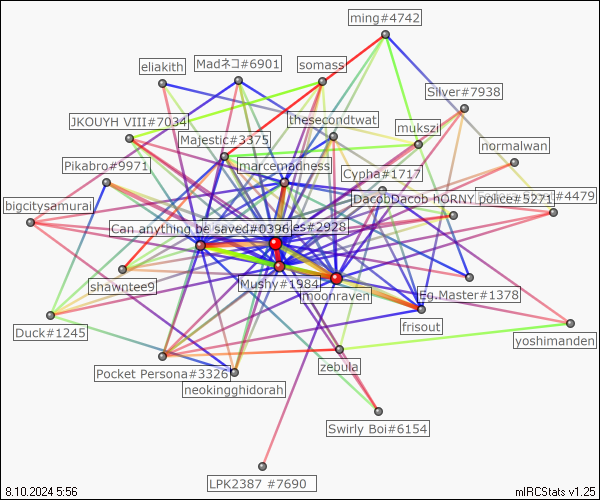 ming#4742
Madネコ#6901
somass
eliakith
Silver#7938
JKOUYH VIII#7034
thesecondtwat
mukszi
Majestic#3375
normalwan
Pikabro#9971
marcemadness
Cypha#1717
DacobDacob HORNY police#5271
#4479
bigcitysamurai
Can anything be saved#0396
es#2928
shawntee9
Mushy#1984
moonraven
Eg.Master#1378
frisout
Duck#1245
yoshimanden
zebula
Pocket Persona#3326
neokingghidorah
Swirly Boi#6154
LPK2387 #7690
8.10.2024 5:56
mIRCStats v1.25